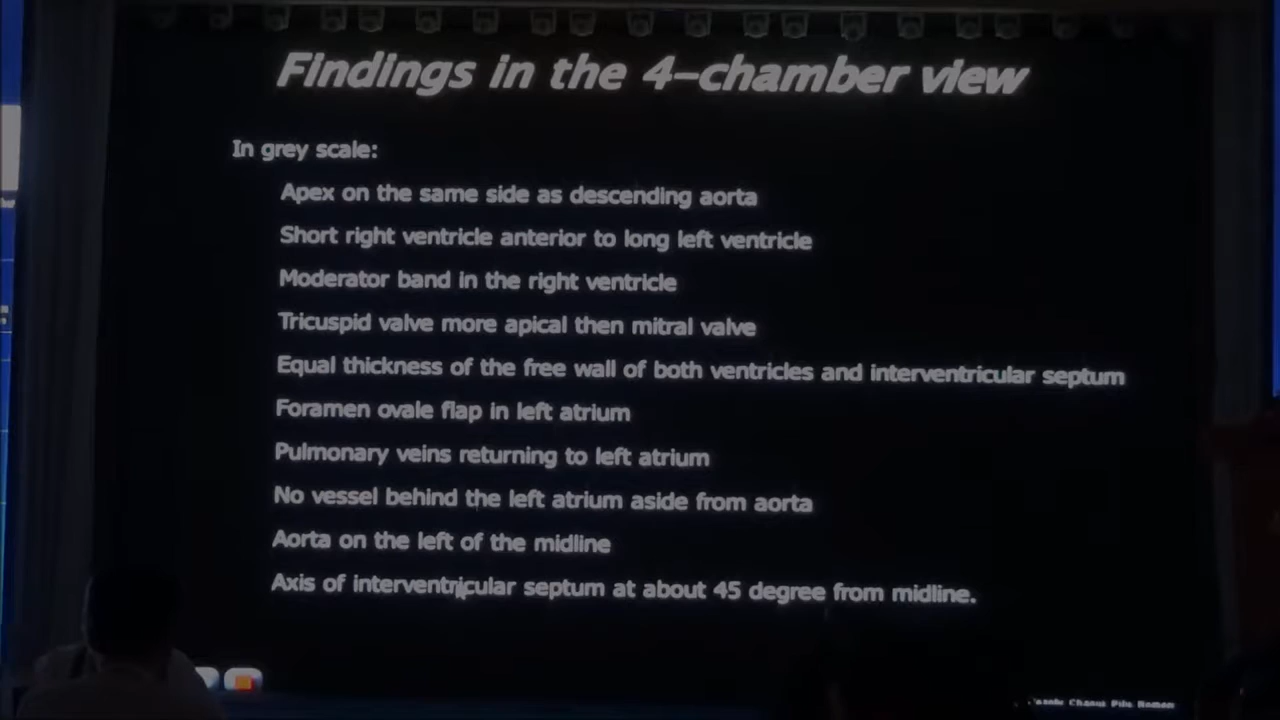 Findings in the 4-chamber view
In grey scale:
Apex on the same side as descending aorta
Short right ventricle anterior to long left ventricle
Moderator band in the right ventricle
Tricuspid valve more apical then mitral valve
Equal thickness of the free wall of both ventricles and interventricular septum
Foramen ovale flap in left atrium
Pulmonary veins returning to left atrium
No vessel behind the left atrium aside from aorta
Aorta on the left of the midline
Axis of interventricular septum at about 45 degree from midline.